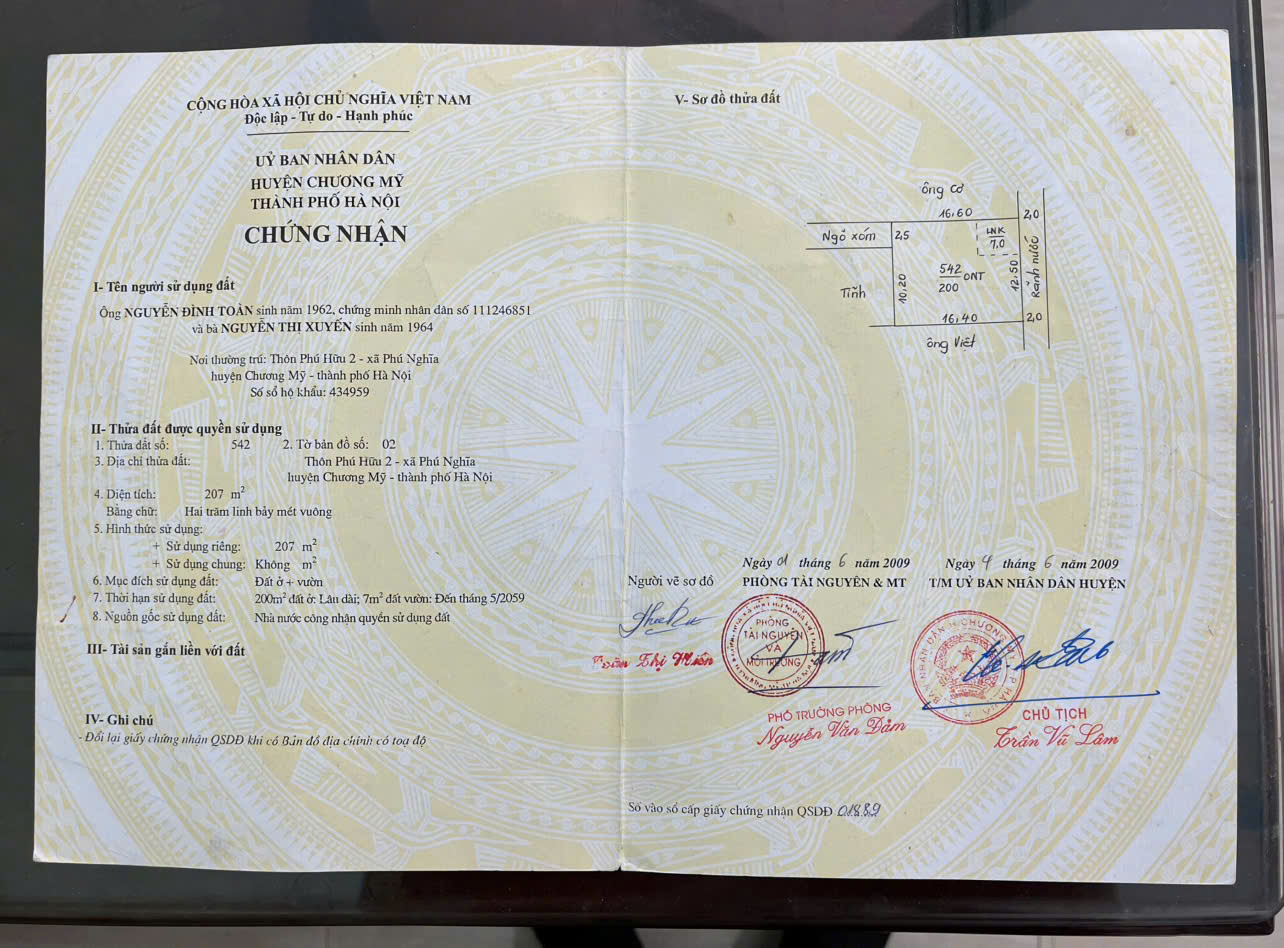 CỘNG HÒA XÃ HỘI CHỦ NGHĨA VIỆT NAM
Độc lập - Tự do - Hạnh phúc
UỶ BAN NHÂN DÂN
HUYỆN CHƯƠNG MỸ
THÀNH PHỐ HÀ NỘI
CHỨNG NHẬN
I- Tên người sử dụng đất
Ông NGUYỄN ĐÌNH TOÀN sinh năm 1962, chứng minh nhân dân số 111246851
và bà NGUYỄN THI XUYẾN sinh năm 1964
Nơi thường trú: Thôn Phú Hữu 2 - xã Phú Nghĩa
huyện Chương Mỹ - thành phố Hà Nội
Số sổ hộ khẩu: 434959
II- Thửa đất được quyền sử dụng
1. Thửa đất số: 542 2. Tờ bản đồ số: 02
3. Địa chỉ thửa đất: Thôn Phú Hữu 2 - xã Phú Nghĩa
huyện Chương Mỹ - thành phố Hà Nội
4. Diện tích: 207 m²
Bằng chữ: Hai trăm linh bảy mét vuông
5. Hình thức sử dụng:
+ Sử dụng riêng: 207 m²
+ Sử dụng chung: Không m²
6. Mục đích sử dụng đất: Đất ở + vườn
7. Thời hạn sử dụng đất: 200m² đất ở: Lâu dài; 7m² đất vườn: Đến tháng 5/2059
8. Nguồn gốc sử dụng đất: Nhà nước công nhận quyền sử dụng đất
III- Tài sản gắn liền với đất
IV- Ghi chú
- Đổi lại giấy chứng nhận QSDĐ khi có Bản đồ địa chính có toạ độ
V- Sơ đồ thửa đất
ông Cơ
16,60
2,0
Ngõ xóm
2,5
LNK
7,0
Rãnh nước
12,50
10,20
542
200
ONT
Tĩnh
16,40
2,0
ông Việt
Ngày 01 tháng 6 năm 2009
Ngày 4 tháng 6 năm 2009
Người vẽ sơ đồ
PHÒNG TÀI NGUYÊN & MT
T/M UỶ BAN NHÂN DÂN HUYỆN
PHÒNG
TÀI NGUYÊN
VÀ
MÔI TRƯỜNG
Trần Thị Miền
PHÓ TRƯỞNG PHÒNG
Nguyễn Văn Đảm
CHỦ TỊCH
Trần Vũ Lâm
Số vào sổ cấp giấy chứng nhận QSDĐ 01889